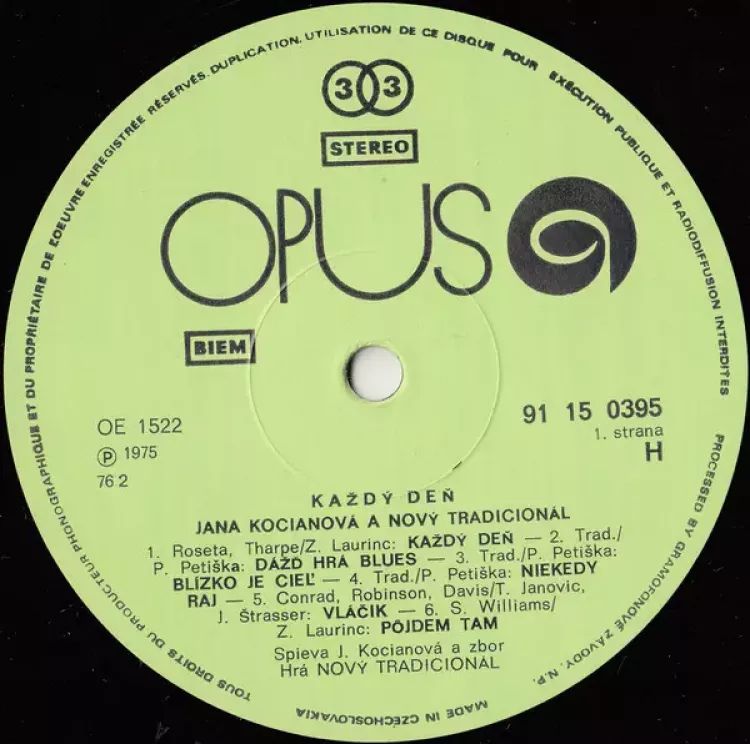 TOUS DROITS DU PRODUCTEUR PHONOGRAPHIQUE ET DU PROPRIÉTAIRE DE L'OEUVRE ENREGISTRÉE RÉSERVÉS. DUPLICATION, UTILISATION DE CE DISQUE POUR EXÉCUTION PUBLIQUE ET RADIODIFFUSION INTERDITES
33
STEREO
OPUS
BIEM
OE 1522
Ⓟ 1975
76 2
91 15 0395
1. strana
H
KAŽDÝ DEŇ
JANA KOCIANOVÁ A NOVÝ TRADICIONÁL
1. Roseta, Tharpe/Z. Laurinc: KAŽDÝ DEŇ — 2. Trad./
P. Petiška: DÁŽĎ HRÁ BLUES — 3. Trad./P. Petiška:
BLÍZKO JE CIEĽ — 4. Trad./P. Petiška: NIEKEDY
RAJ — 5. Conrad, Robinson, Davis/T. Janovic,
J. Štrasser: VLÁČIK — 6. S. Williams/
Z. Laurinc: PÔJDEM TAM
Spieva J. Kocianová a zbor
Hrá NOVÝ TRADICIONÁL
PROCESSED BY GRAMOFONOVÉ ZÁVODY, N.P.
MADE IN CZECHOSLOVAKIA